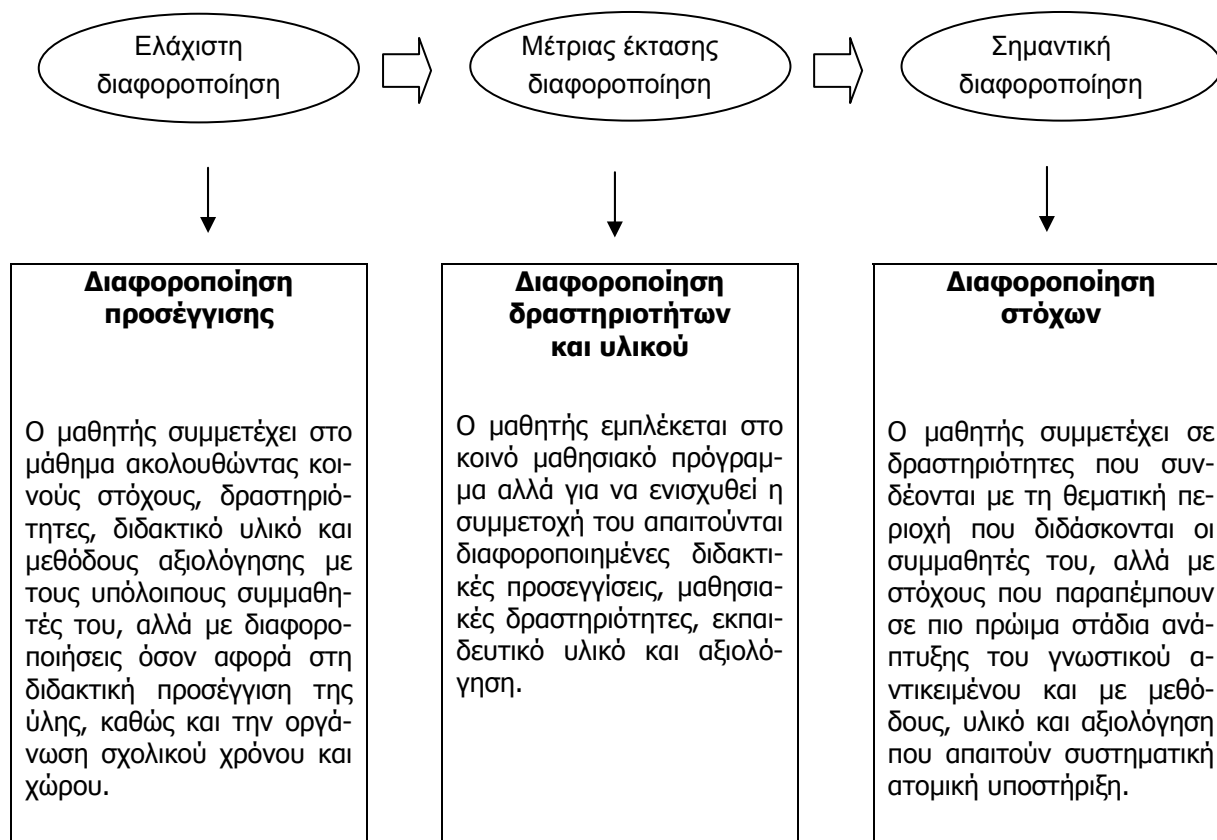 Ελάχιστη
διαφοροποίηση
Μέτριας έκτασης
διαφοροποίηση
Σημαντική
διαφοροποίηση
Διαφοροποίηση
προσέγγισης
Ο μαθητής συμμετέχει στο
μάθημα ακολουθώντας κοι-
νούς στόχους, δραστηριό-
τητες, διδακτικό υλικό και
μεθόδους αξιολόγησης με
τους υπόλοιπους συμμαθη-
τές του, αλλά με διαφορο-
ποιήσεις όσον αφορά στη
διδακτική προσέγγιση της
ύλης, καθώς και την οργά-
νωση σχολικού χρόνου και
χώρου.
Διαφοροποίηση
δραστηριοτήτων
και υλικού
Ο μαθητής εμπλέκεται στο
κοινό μαθησιακό πρόγραμ-
μα αλλά για να ενισχυθεί η
συμμετοχή του απαιτούνται
διαφοροποιημένες διδακτι-
κές προσεγγίσεις, μαθησια-
κές δραστηριότητες, εκπαι-
δευτικό υλικό και αξιολό-
γηση.
Διαφοροποίηση
στόχων
Ο μαθητής συμμετέχει σε
δραστηριότητες που συν-
δέονται με τη θεματική πε-
ριοχή που διδάσκονται οι
συμμαθητές του, αλλά με
στόχους που παραπέμπουν
σε πιο πρώιμα στάδια ανά-
πτυξης του γνωστικού α-
ντικειμένου και με μεθό-
δους, υλικό και αξιολόγηση
που απαιτούν συστηματική
ατομική υποστήριξη.